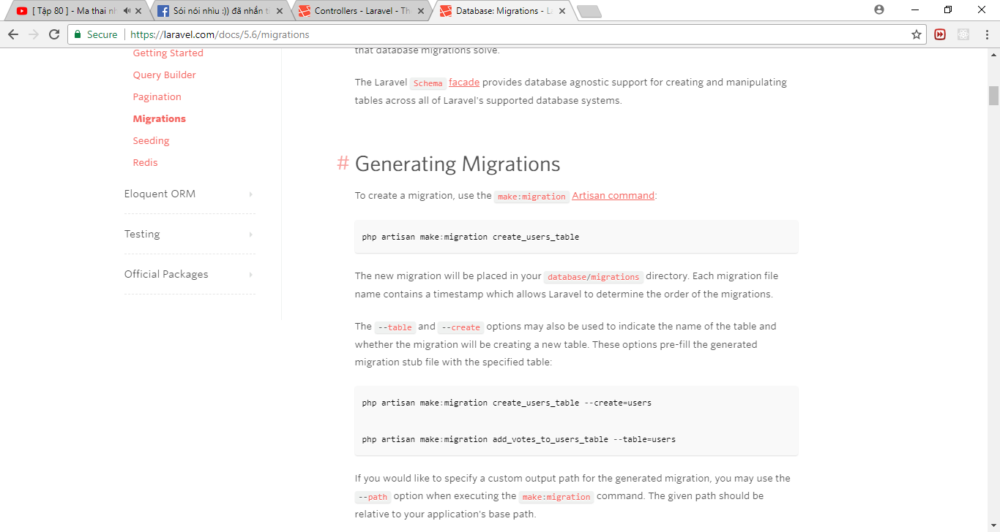 [ Tập 80 ] - Ma thai nh
Sói nói nhìu :)) đã nhắn t
Controllers - Laravel - Th
Database: Migrations - L
Secure
https://laravel.com/docs/5.6/migrations
Getting Started
Query Builder
Pagination
Migrations
Seeding
Redis
Eloquent ORM
Testing
Official Packages
that database migrations solve.
The Laravel Schema facade provides database agnostic support for creating and manipulating
tables across all of Laravel's supported database systems.
# Generating Migrations
To create a migration, use the make:migration Artisan command:
php artisan make:migration create_users_table
The new migration will be placed in your database/migrations directory. Each migration file
name contains a timestamp which allows Laravel to determine the order of the migrations.
The --table and --create options may also be used to indicate the name of the table and
whether the migration will be creating a new table. These options pre-fill the generated
migration stub file with the specified table:
php artisan make:migration create_users_table --create=users
php artisan make:migration add_votes_to_users_table --table=users
If you would like to specify a custom output path for the generated migration, you may use the
--path option when executing the make:migration command. The given path should be
relative to your application's base path.